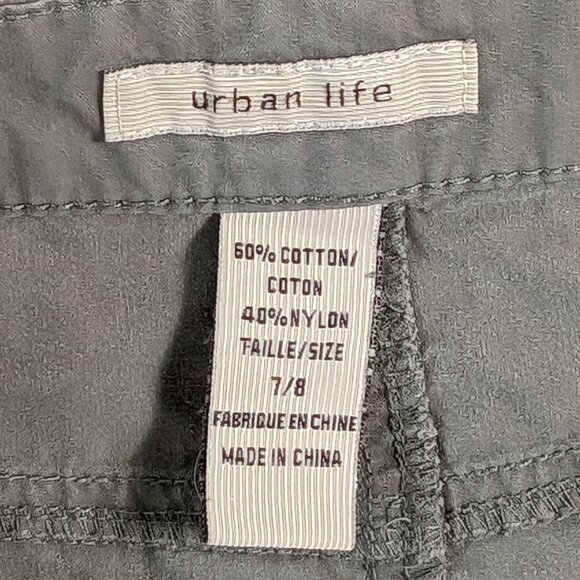 urban life
60% COTTON/
COTON
40% NYLON
TAILLE/SIZE
7/8
FABRIQUE EN CHINE
MADE IN CHINA